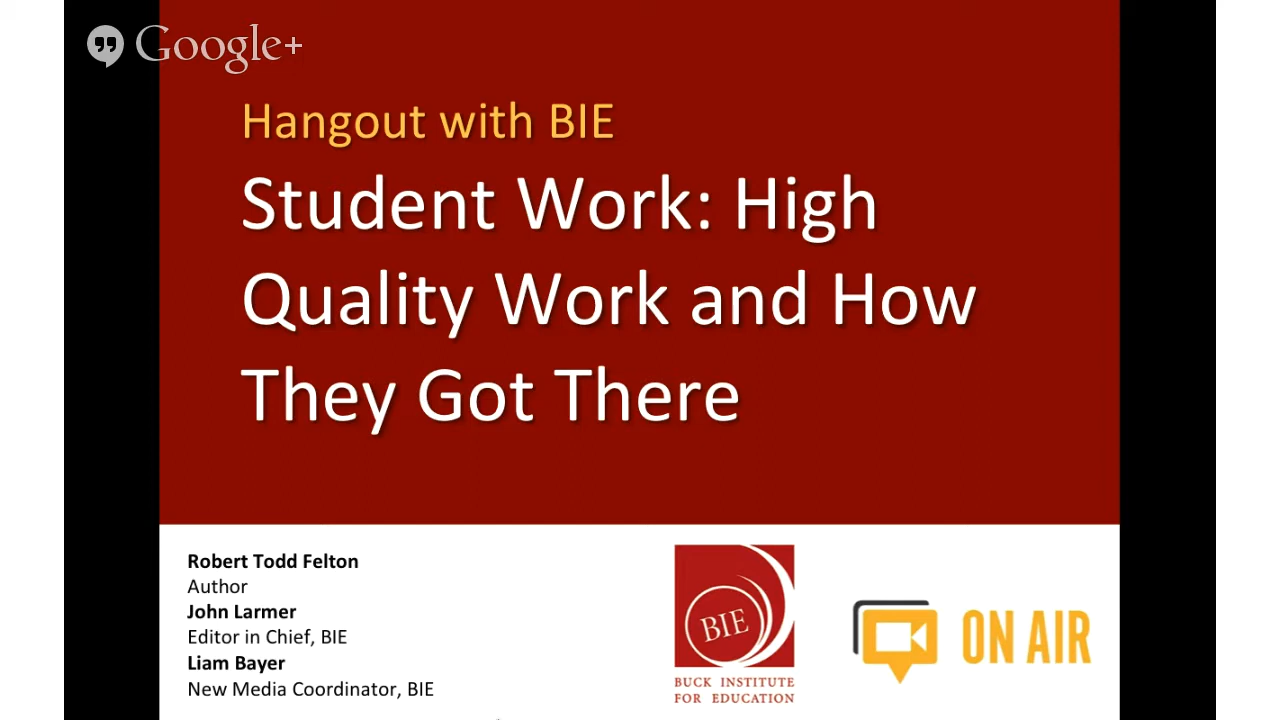 Google+
Hangout with BIE
Student Work: High
Quality Work and How
They Got There
Robert Todd Felton
Author
John Larmer
Editor in Chief, BIE
Liam Bayer
New Media Coordinator, BIE
BIE
BUCK INSTITUTE
FOR EDUCATION
ON AIR